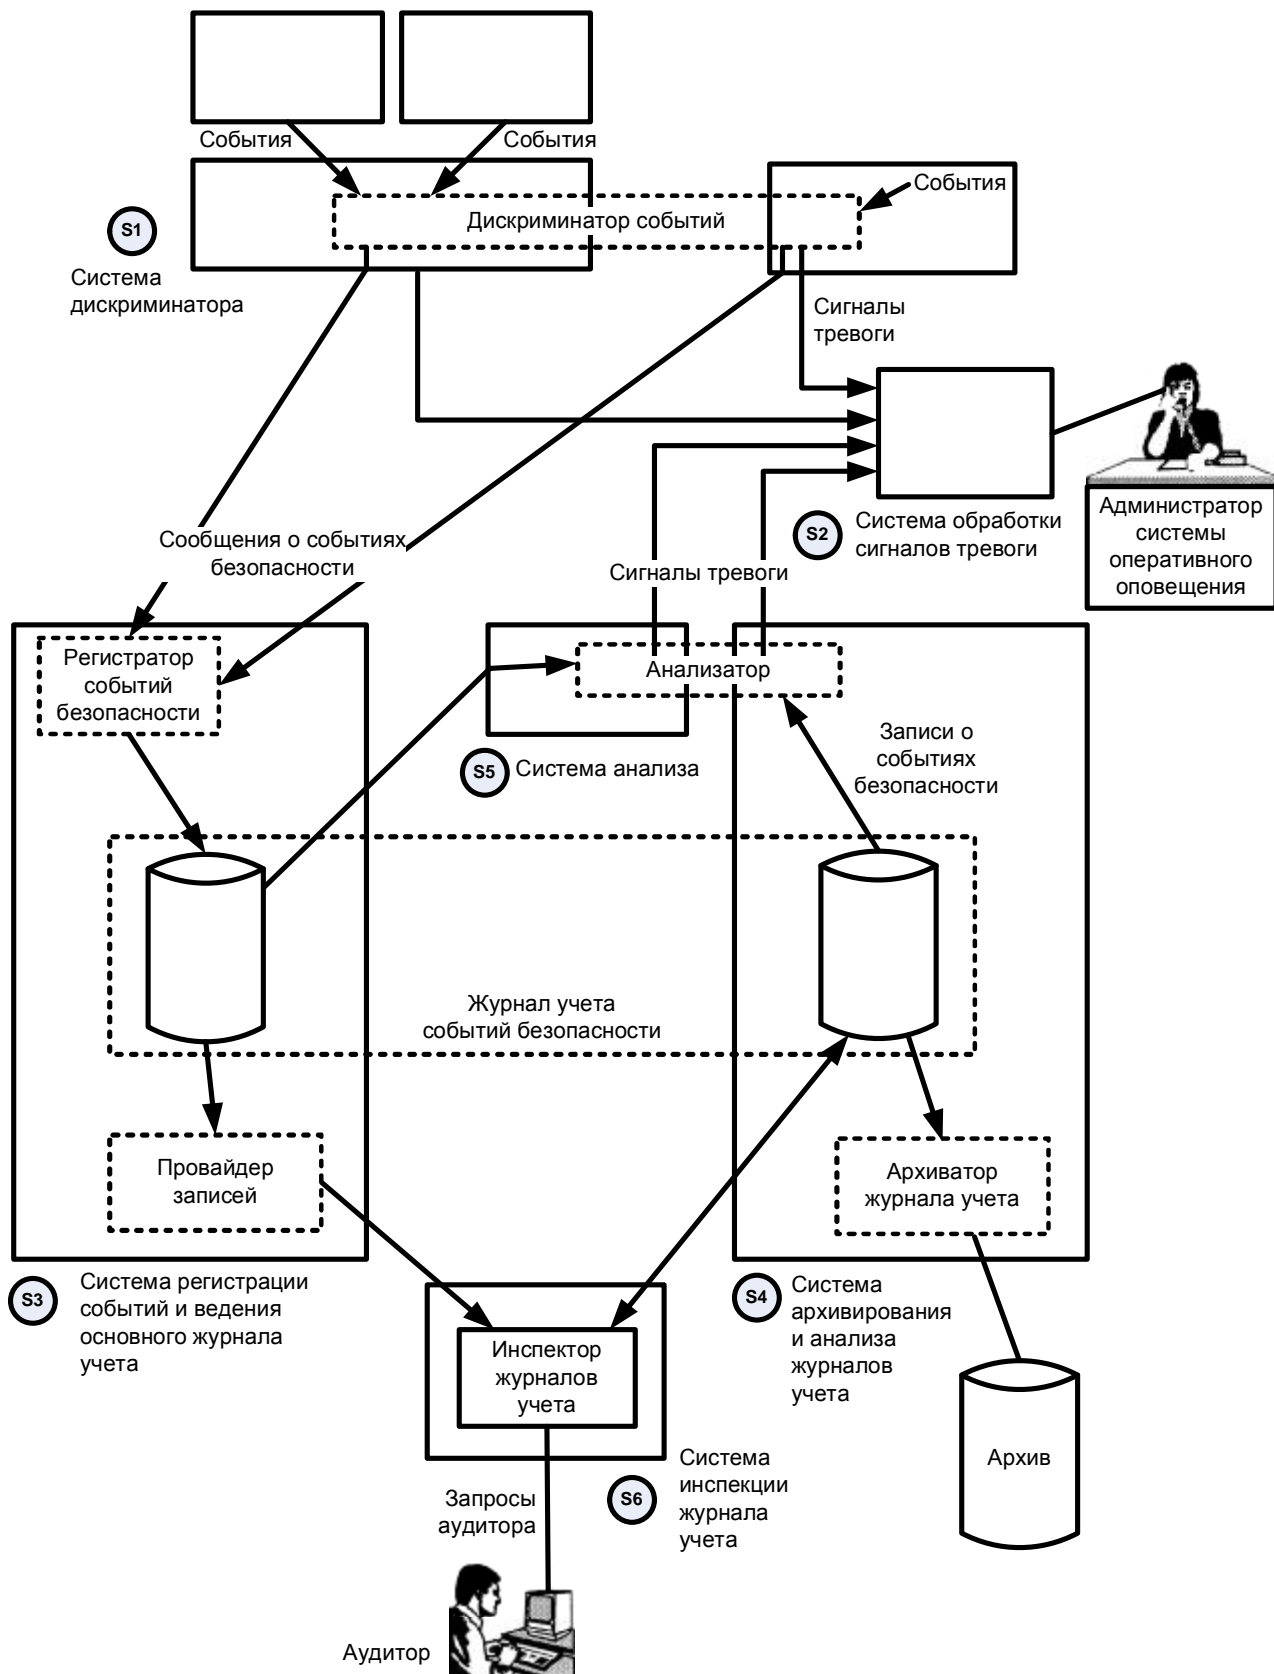 События
События
События
Дискриминатор событий
S1
Система
дискриминатора
Сигналы
тревоги
S2
Система обработки
сигналов тревоги
Администратор
системы
оперативного
оповещения
Сообщения о событиях
безопасности
Сигналы тревоги
Регистратор
событий
безопасности
Анализатор
S5
Система анализа
Записи о
событиях
безопасности
Журнал учета
событий безопасности
Провайдер
записей
Архиватор
журнала учета
S3
Система регистрации
событий и ведения
основного журнала
учета
S4
Система
архивирования
и анализа
журналов
учета
Инспектор
журналов
учета
Архив
S6
Система
инспекции
журнала
учета
Запросы
аудитора
Аудитор